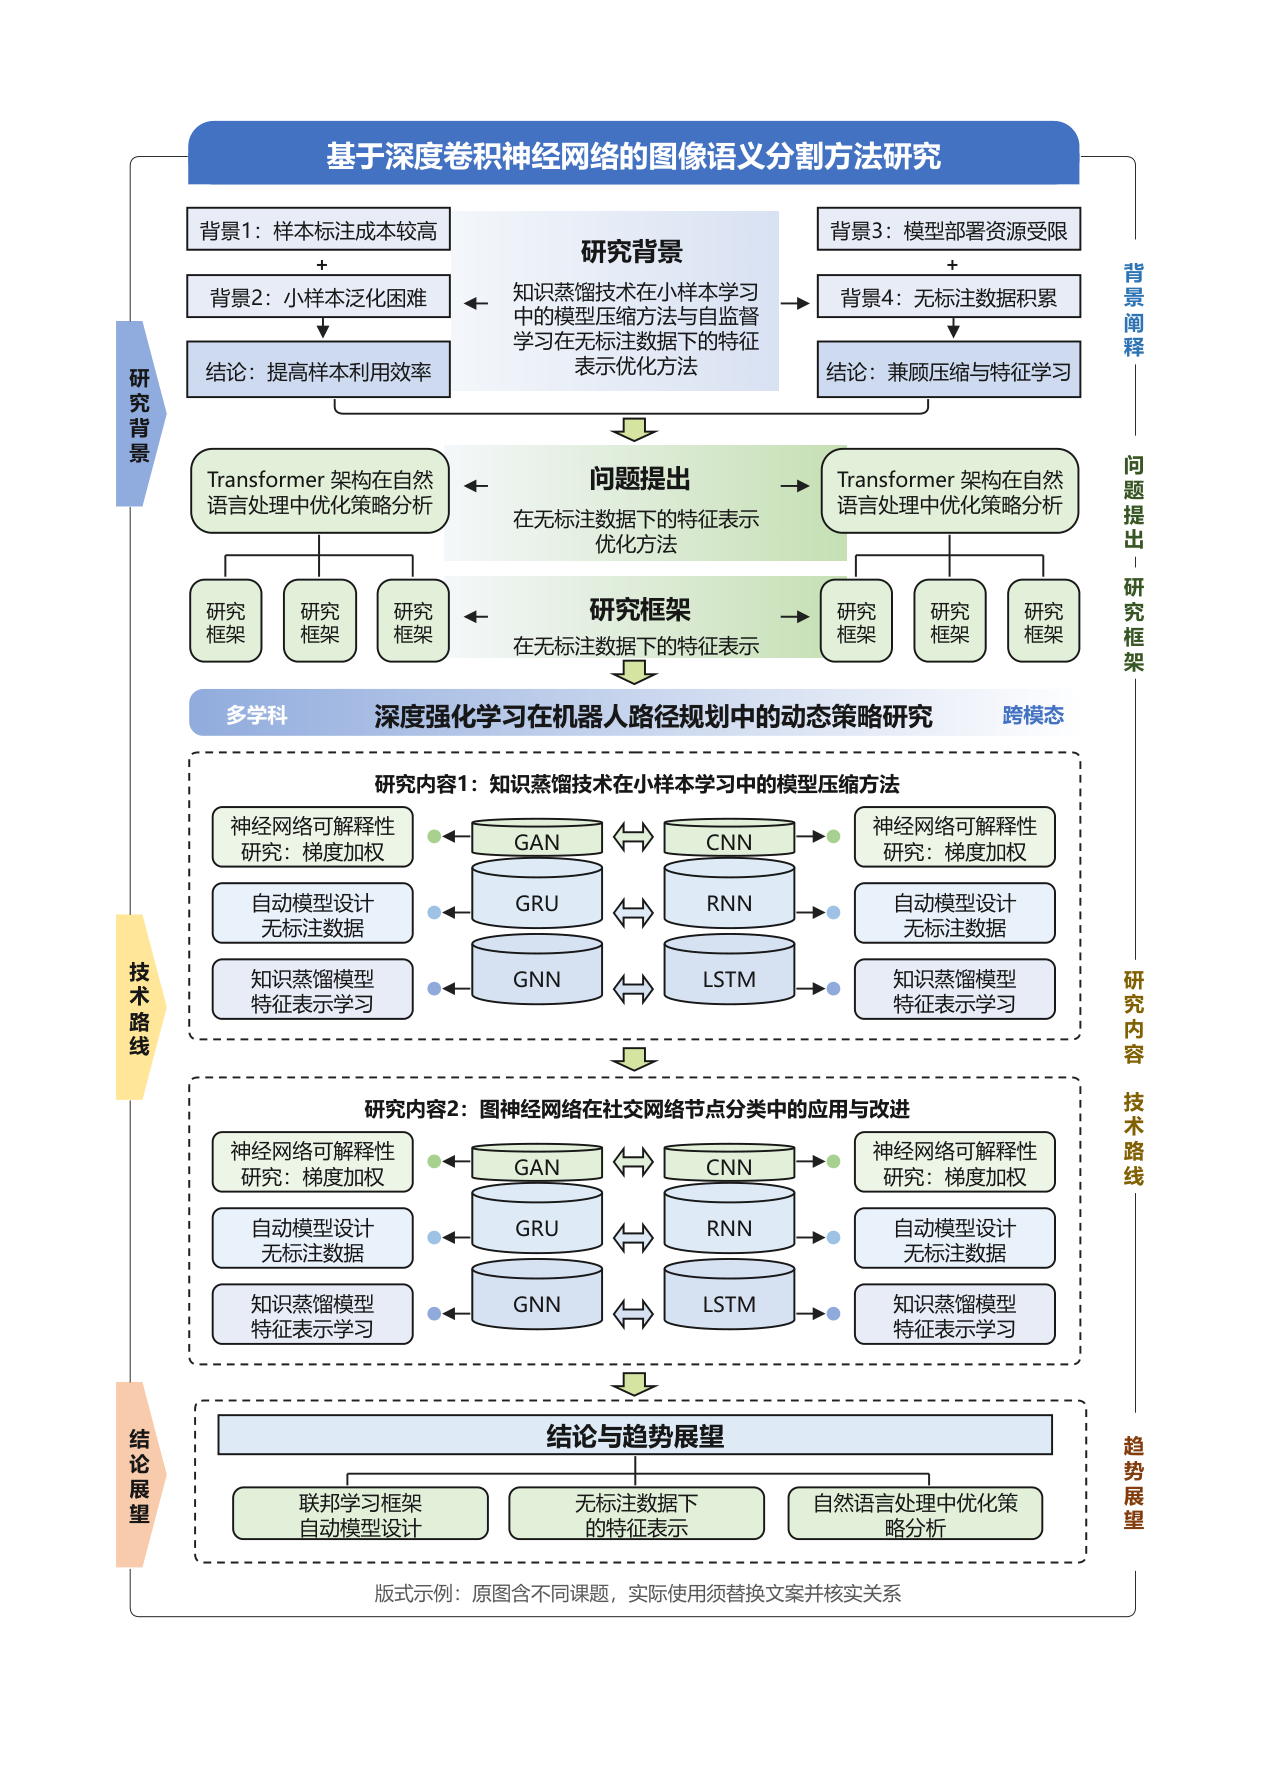 基于深度卷积神经网络的图像语义分割方法研究
背景1：样本标注成本较高
+
背景2：小样本泛化困难
结论：提高样本利用效率
研究背景
知识蒸馏技术在小样本学习
中的模型压缩方法与自监督
学习在无标注数据下的特征
表示优化方法
背景3：模型部署资源受限
+
背景4：无标注数据积累
结论：兼顾压缩与特征学习
Transformer 架构在自然
语言处理中优化策略分析
问题提出
在无标注数据下的特征表示
优化方法
Transformer 架构在自然
语言处理中优化策略分析
研究
框架
研究
框架
研究
框架
研究框架
在无标注数据下的特征表示
研究
框架
研究
框架
研究
框架
多学科
深度强化学习在机器人路径规划中的动态策略研究
跨模态
研究内容1：知识蒸馏技术在小样本学习中的模型压缩方法
神经网络可解释性
研究：梯度加权
GAN
CNN
神经网络可解释性
研究：梯度加权
自动模型设计
无标注数据
GRU
RNN
自动模型设计
无标注数据
知识蒸馏模型
特征表示学习
GNN
LSTM
知识蒸馏模型
特征表示学习
研究内容2：图神经网络在社交网络节点分类中的应用与改进
神经网络可解释性
研究：梯度加权
GAN
CNN
神经网络可解释性
研究：梯度加权
自动模型设计
无标注数据
GRU
RNN
自动模型设计
无标注数据
知识蒸馏模型
特征表示学习
GNN
LSTM
知识蒸馏模型
特征表示学习
结论与趋势展望
联邦学习框架
自动模型设计
无标注数据下
的特征表示
自然语言处理中优化策
略分析
版式示例：原图含不同课题，实际使用须替换文案并核实关系
研究背景
技术路线
结论展望
背景阐释
问题提出
研究框架
研究内容
技术路线
趋势展望